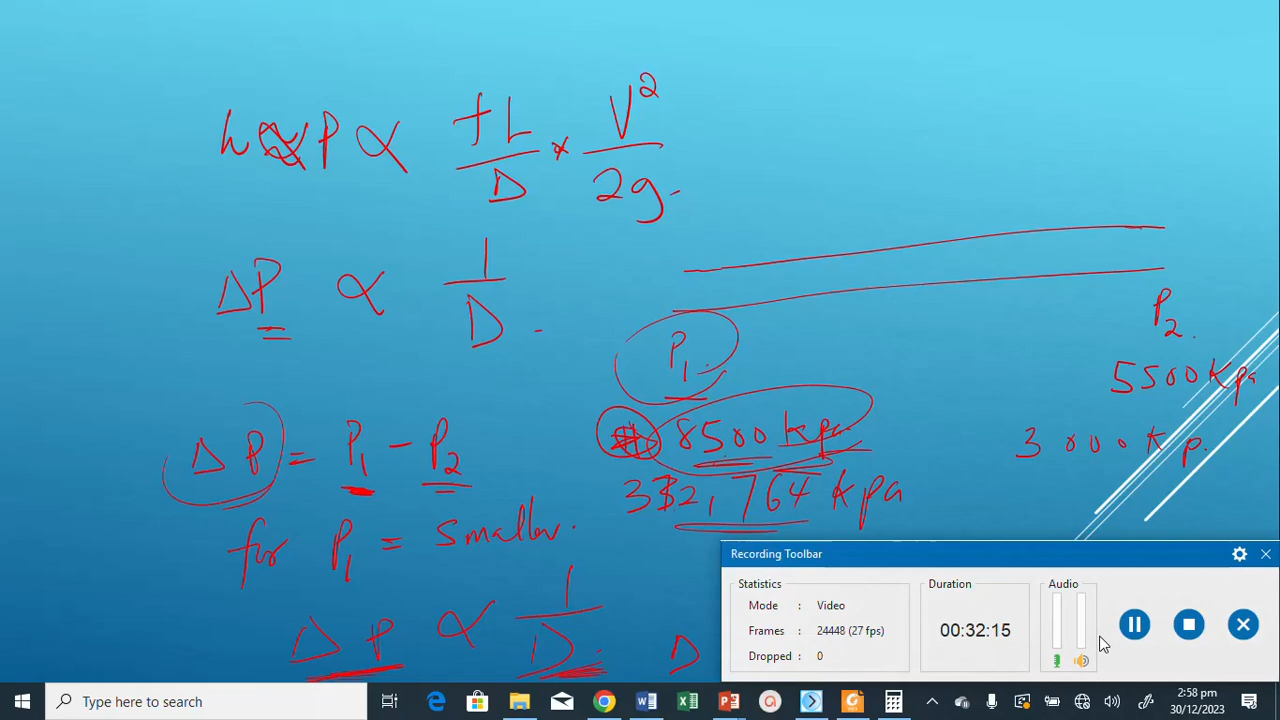 h P ∝ fL/D × V²/2g.
ΔP ∝ 1/D.
P₂.
5500 Kpa
P₁.
8500 kpa
3 000 K p.
ΔP = P₁ - P₂
332,764 Kpa
for P₁ = smaller.
ΔP ∝ 1/D. D
Recording Toolbar
Statistics
Mode : Video
Frames : 24448 (27 fps)
Dropped : 0
Duration
00:32:15
Audio
Type here to search
2:58 pm
30/12/2023